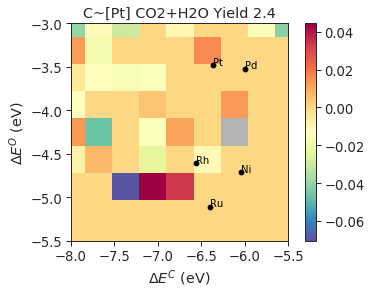 C~[Pt] CO2+H2O Yield 2.4
−3.0
−3.5
−4.0
−4.5
−5.0
−5.5
ΔE^O (eV)
Pt
Pd
Rh
Ni
Ru
−8.0 −7.5 −7.0 −6.5 −6.0 −5.5
ΔE^C (eV)
0.04
0.02
0.00
−0.02
−0.04
−0.06